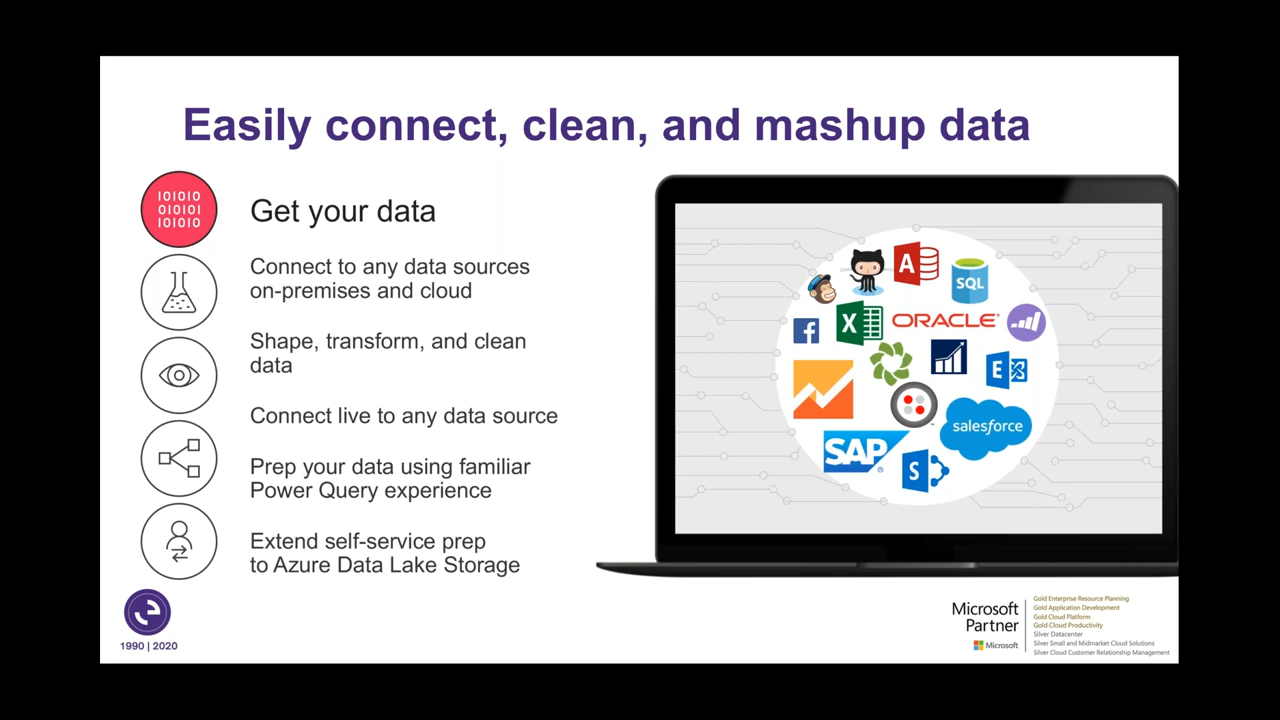 Easily connect, clean, and mashup data
IOIOIO
OIOIOI
IOIOIO
Get your data
Connect to any data sources
on-premises and cloud
Shape, transform, and clean
data
Connect live to any data source
Prep your data using familiar
Power Query experience
Extend self-service prep
to Azure Data Lake Storage
A
SQL
f
X
ORACLE
E
salesforce
SAP
S
1990 | 2020
Microsoft
Partner
Microsoft
Gold Enterprise Resource Planning
Gold Application Development
Gold Cloud Platform
Gold Cloud Productivity
Silver Datacenter
Silver Small and Midmarket Cloud Solutions
Silver Cloud Customer Relationship Management